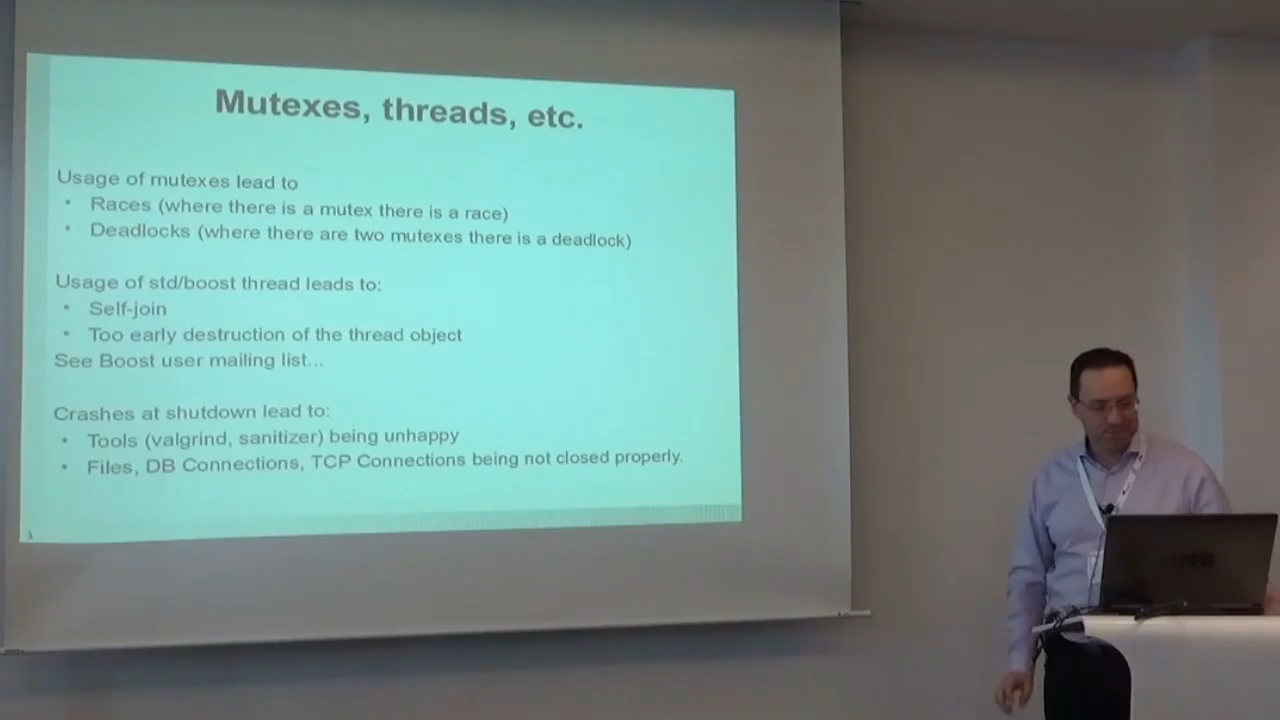 Mutexes, threads, etc.
Usage of mutexes lead to
• Races (where there is a mutex there is a race)
• Deadlocks (where there are two mutexes there is a deadlock)
Usage of std/boost thread leads to:
• Self-join
• Too early destruction of the thread object
See Boost user mailing list...
Crashes at shutdown lead to:
• Tools (valgrind, sanitizer) being unhappy
• Files, DB Connections, TCP Connections being not closed properly.